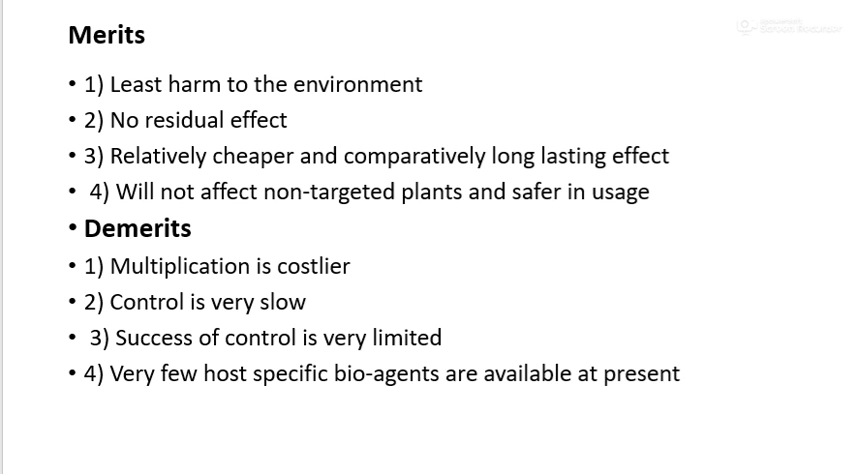 Merits
• 1) Least harm to the environment
• 2) No residual effect
• 3) Relatively cheaper and comparatively long lasting effect
• 4) Will not affect non-targeted plants and safer in usage
• Demerits
• 1) Multiplication is costlier
• 2) Control is very slow
• 3) Success of control is very limited
• 4) Very few host specific bio-agents are available at present